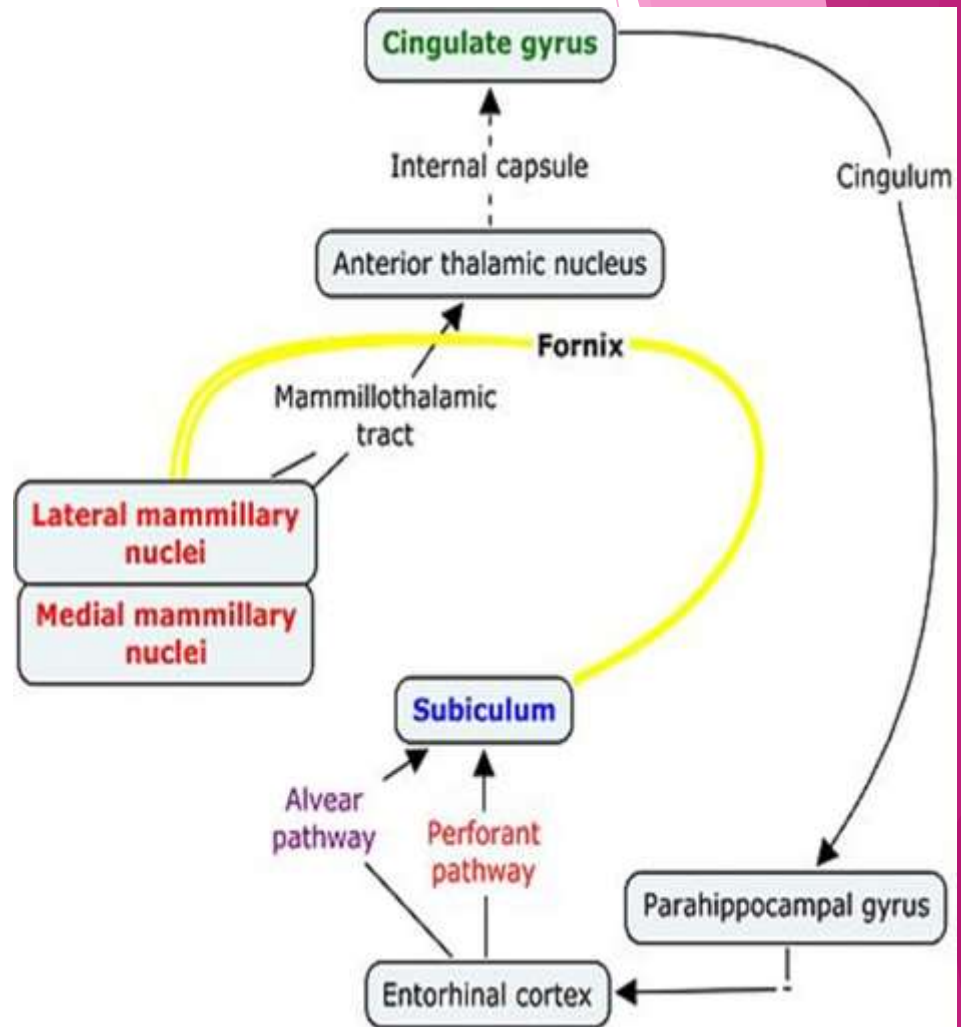 Cingulate gyrus
Internal capsule
Cingulum
Anterior thalamic nucleus
Fornix
Mammillothalamic
tract
Lateral mammillary
nuclei
Medial mammillary
nuclei
Subiculum
Alvear
pathway
Perforant
pathway
Parahippocampal gyrus
Entorhinal cortex